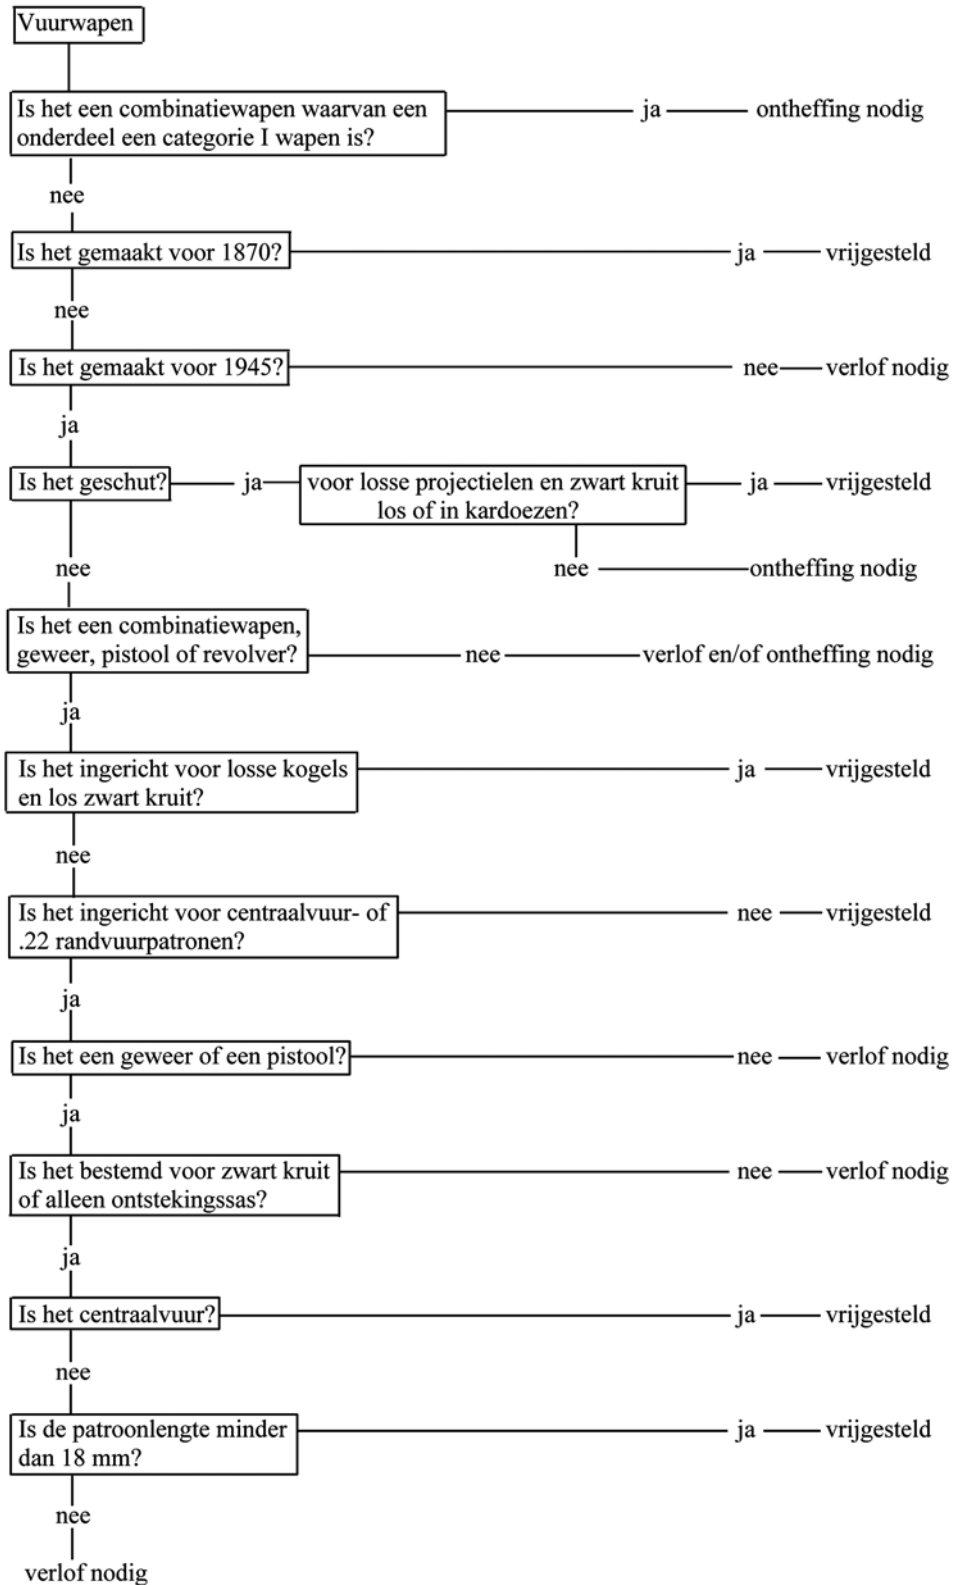 Vuurwapen
Is het een combinatiewapen waarvan een
onderdeel een categorie I wapen is?
ja
ontheffing nodig
nee
Is het gemaakt voor 1870?
ja
vrijgesteld
nee
Is het gemaakt voor 1945?
nee
verlof nodig
ja
Is het geschut?
ja
voor losse projectielen en zwart kruit
los of in kardoezen?
ja
vrijgesteld
nee
ontheffing nodig
nee
Is het een combinatiewapen,
geweer, pistool of revolver?
nee
verlof en/of ontheffing nodig
ja
Is het ingericht voor losse kogels
en los zwart kruit?
ja
vrijgesteld
nee
Is het ingericht voor centraalvuur- of
.22 randvuurpatronen?
nee
vrijgesteld
ja
Is het een geweer of een pistool?
nee
verlof nodig
ja
Is het bestemd voor zwart kruit
of alleen ontstekingssas?
nee
verlof nodig
ja
Is het centraalvuur?
ja
vrijgesteld
nee
Is de patroonlengte minder
dan 18 mm?
ja
vrijgesteld
nee
verlof nodig